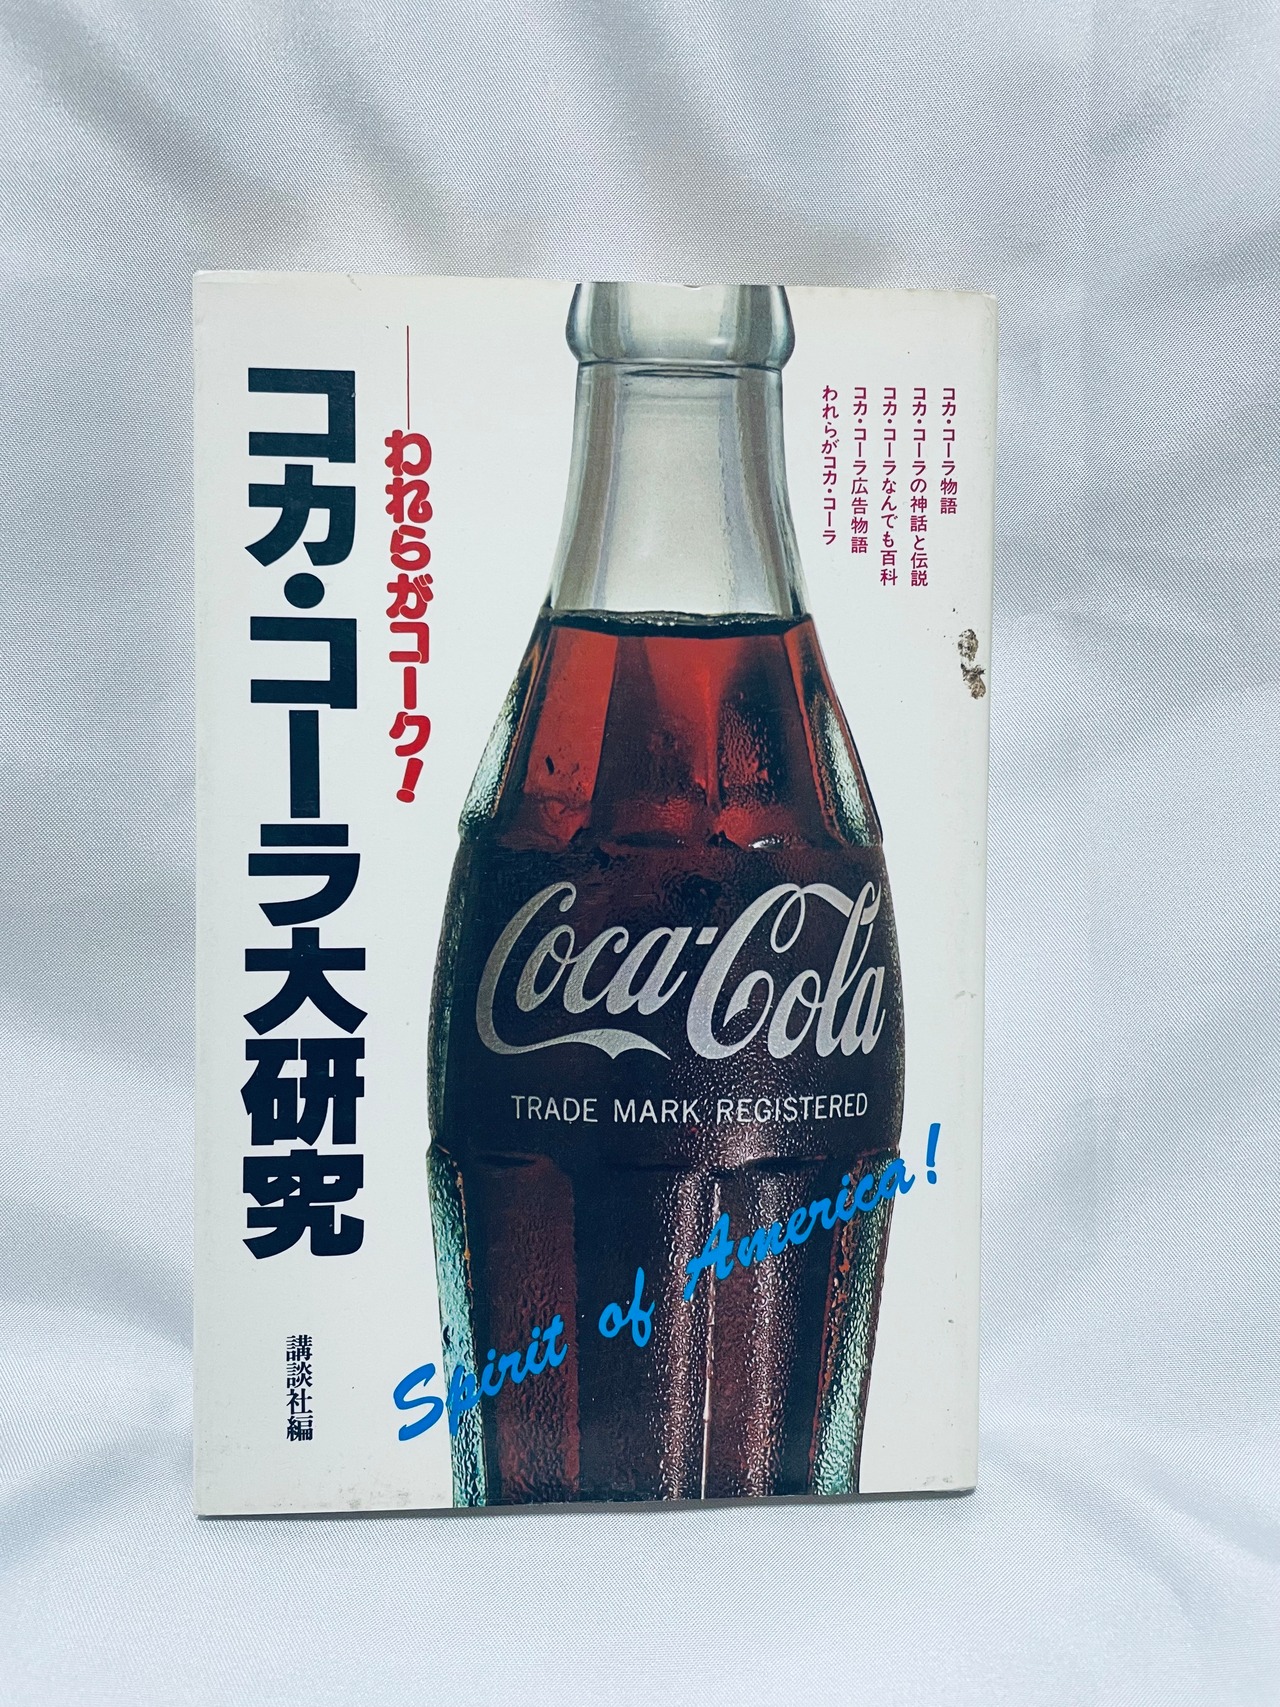 コカ・コーラ物語
コカ・コーラの神話と伝説
コカ・コーラなんでも百科
コカ・コーラ広告物語
われらがコカ・コーラ
Coca-Cola
TRADE MARK REGISTERED
Spirit of America!
——われらがコーク!
コカ・コーラ大研究
講談社編